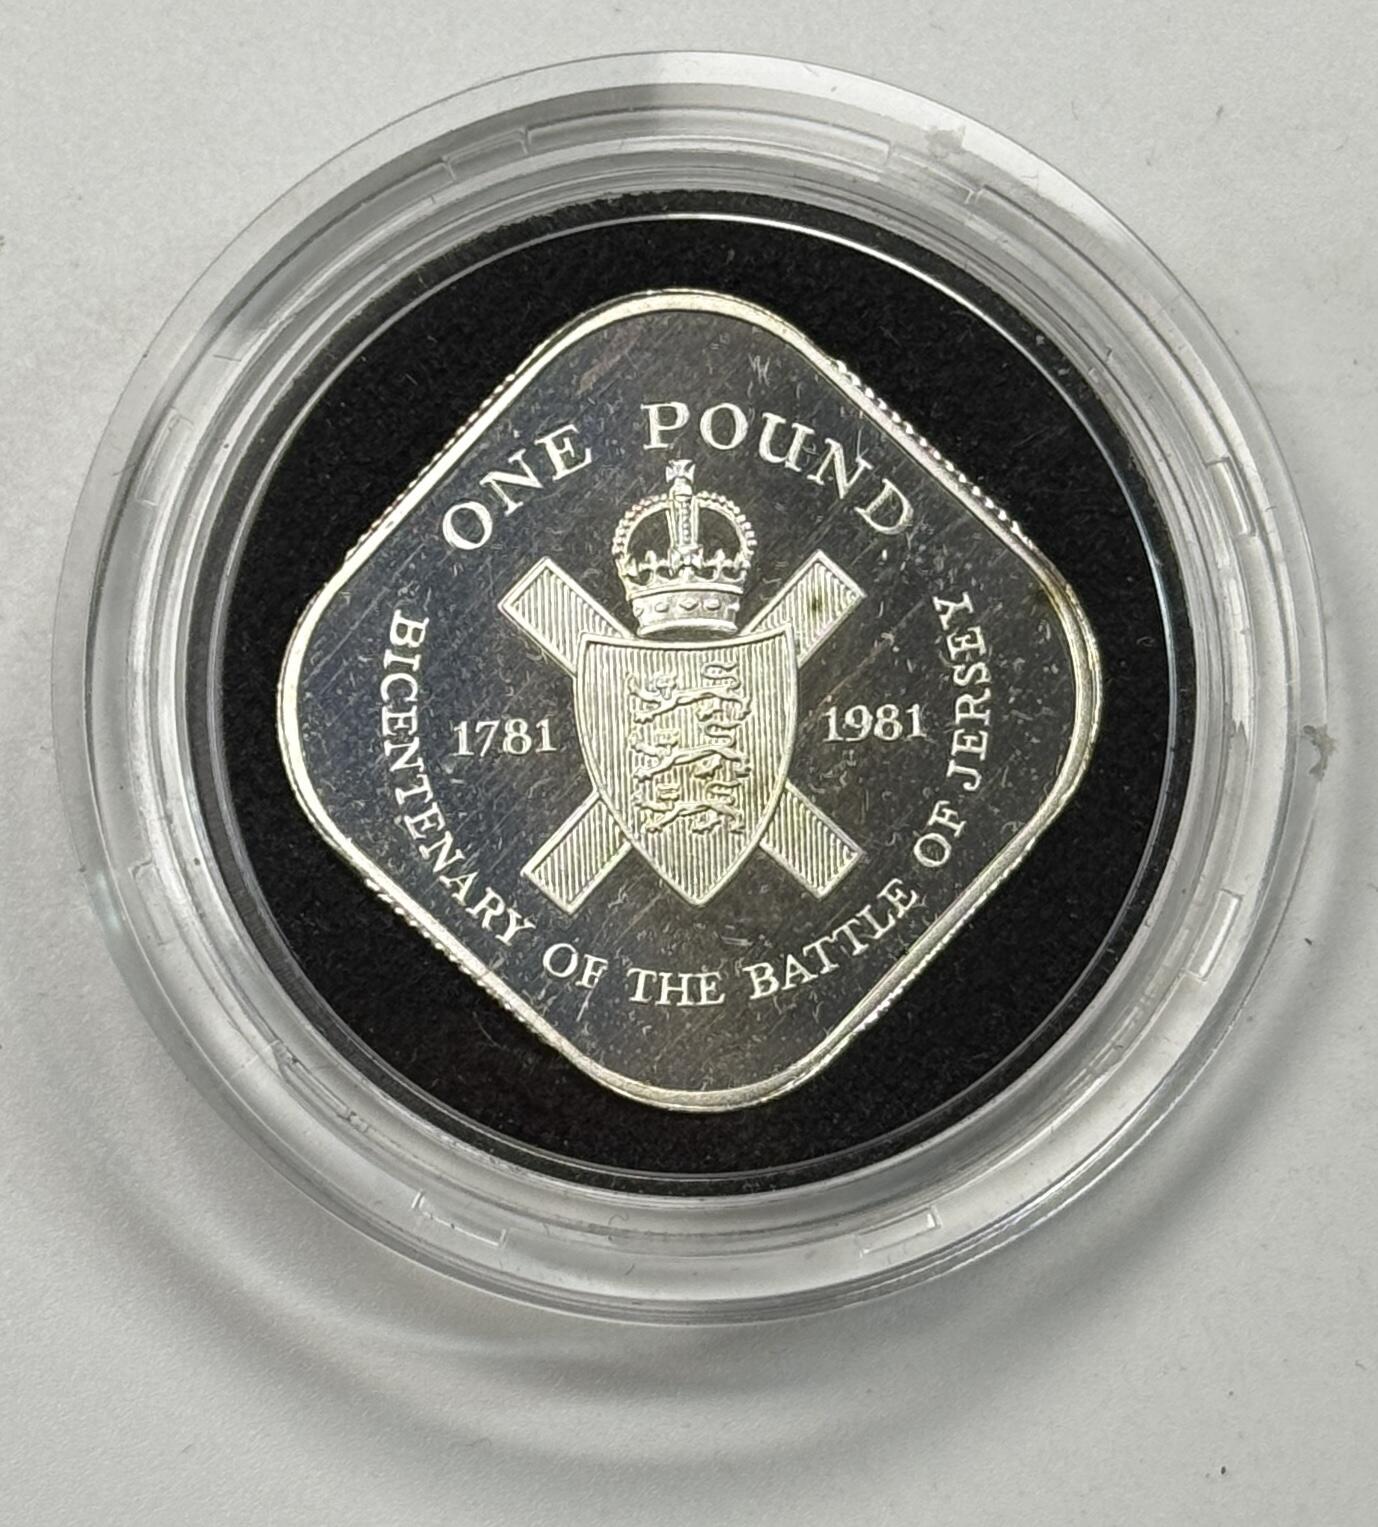 ONE POUND
1781 1981
BICENTENARY OF THE BATTLE OF JERSEY